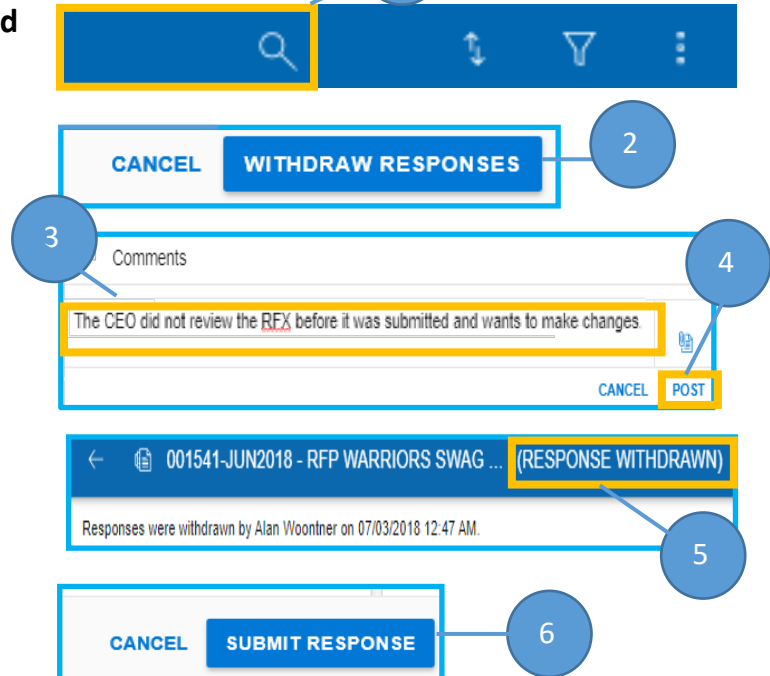 d
CANCEL WITHDRAW RESPONSES
2
3
Comments
4
The CEO did not review the RFX before it was submitted and wants to make changes.
CANCEL POST
001541-JUN2018 - RFP WARRIORS SWAG ... (RESPONSE WITHDRAWN)
Responses were withdrawn by Alan Woontner on 07/03/2018 12:47 AM.
5
CANCEL SUBMIT RESPONSE
6